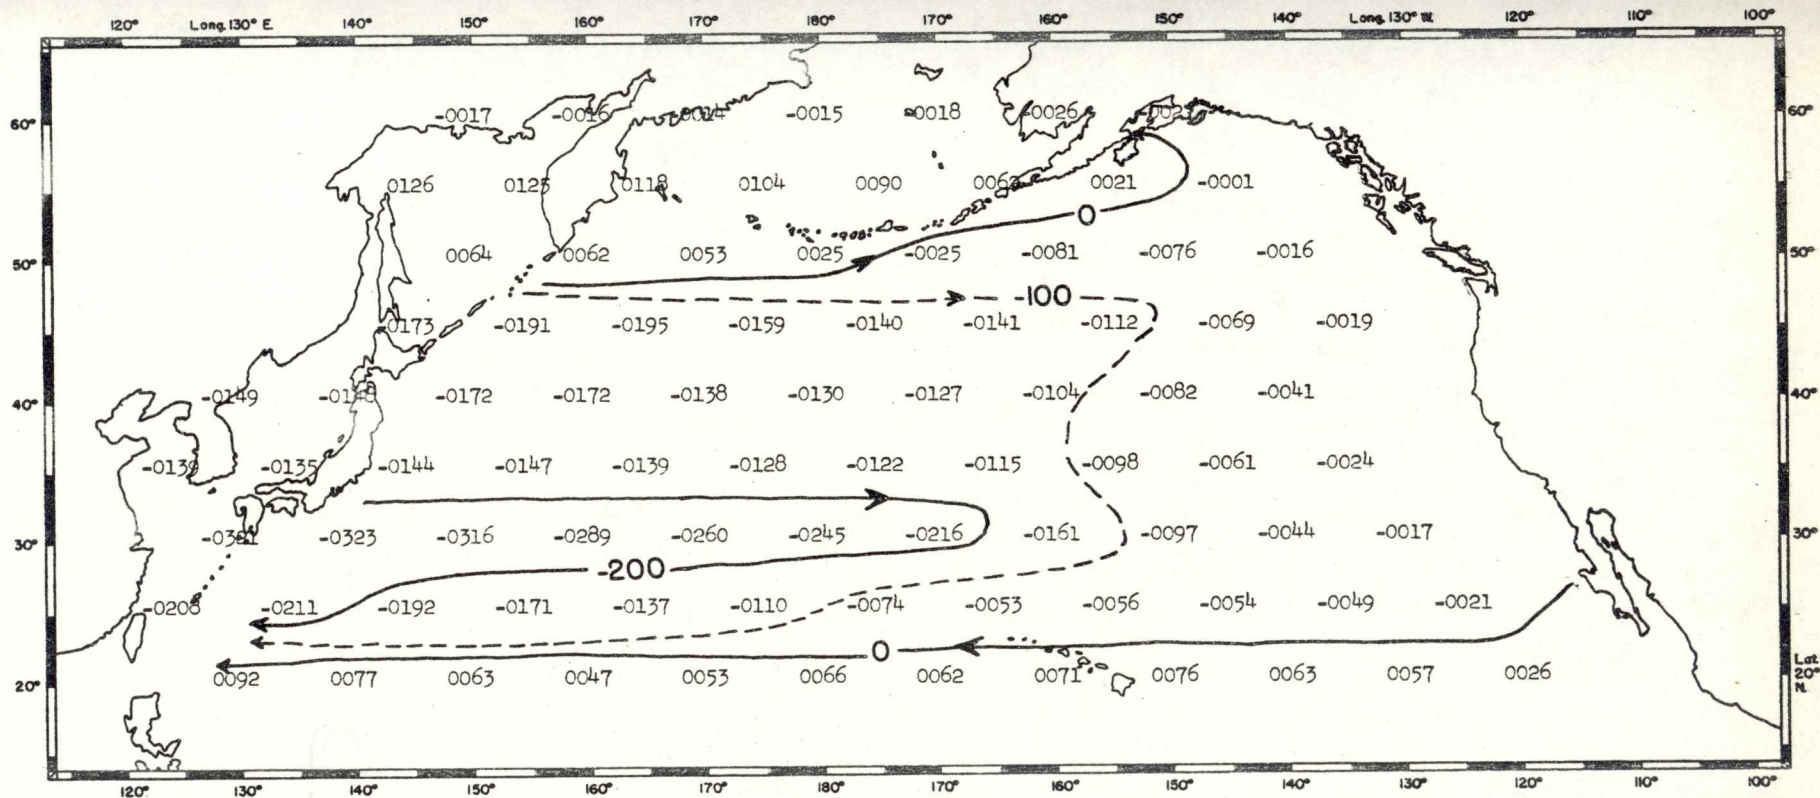 120° Long. 130° E. 140° 150° 160° 170° 180° 170° 160° 150° 140° Long. 130° W. 120° 110° 100°
60° -0017 -0016 -0014 -0015 -0018 -0026 60°
0126 0125 0118 0104 0090 0062 0021 -0001
0
50° 0064 0062 0053 0025 -0025 -0081 -0076 -0016 50°
-100
-0173 -0191 -0195 -0159 -0140 -0141 -0112 -0069 -0019
40° -0149 -0148 -0172 -0172 -0138 -0130 -0127 -0104 -0082 -0041 40°
-0139 -0135 -0144 -0147 -0139 -0128 -0122 -0115 -0098 -0061 -0024
30° -0323 -0316 -0289 -0260 -0245 -0216 -0161 -0097 -0044 -0017 30°
-200
-0208 -0211 -0192 -0171 -0137 -0110 -0074 -0053 -0056 -0054 -0049 -0021
0
Lat.
20° 0092 0077 0063 0047 0053 0066 0062 0071 0076 0063 0057 0026 20°
N.
120° 130° 140° 150° 160° 170° 180° 170° 160° 150° 140° 130° 120° 110° 100°